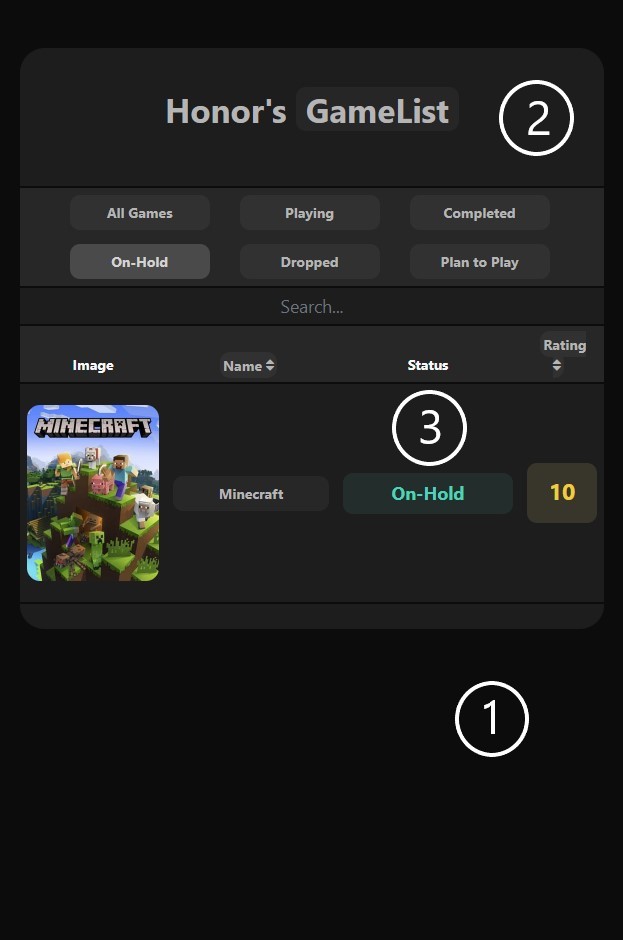 Honor's GameList
2
All Games Playing Completed
On-Hold Dropped Plan to Play
Search...
Rating
Image Name Status
3
MINECRAFT
Minecraft On-Hold 10
1